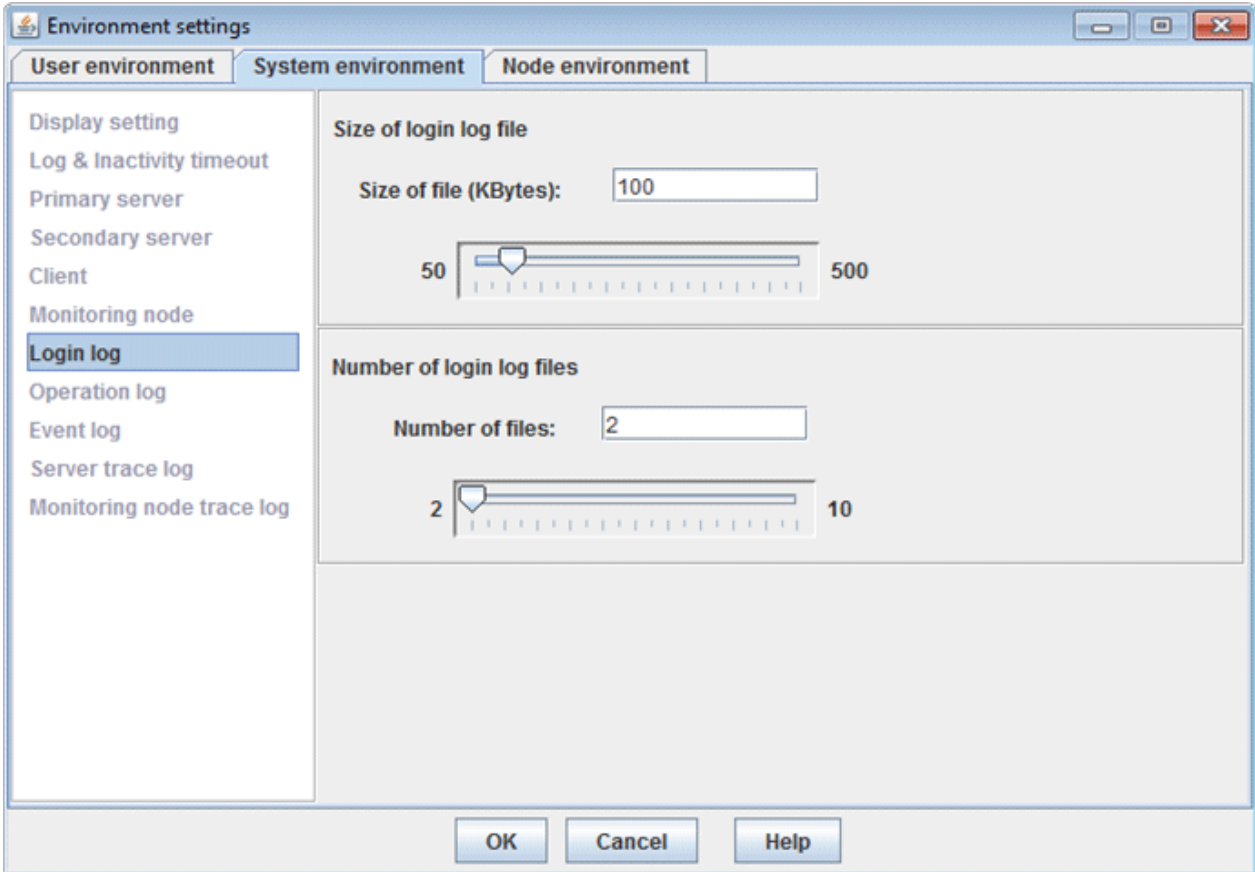 Environment settings
User environment System environment Node environment
Display setting
Log & Inactivity timeout
Primary server
Secondary server
Client
Monitoring node
Login log
Operation log
Event log
Server trace log
Monitoring node trace log
Size of login log file
Size of file (KBytes): 100
50 500
Number of login log files
Number of files: 2
2 10
OK Cancel Help